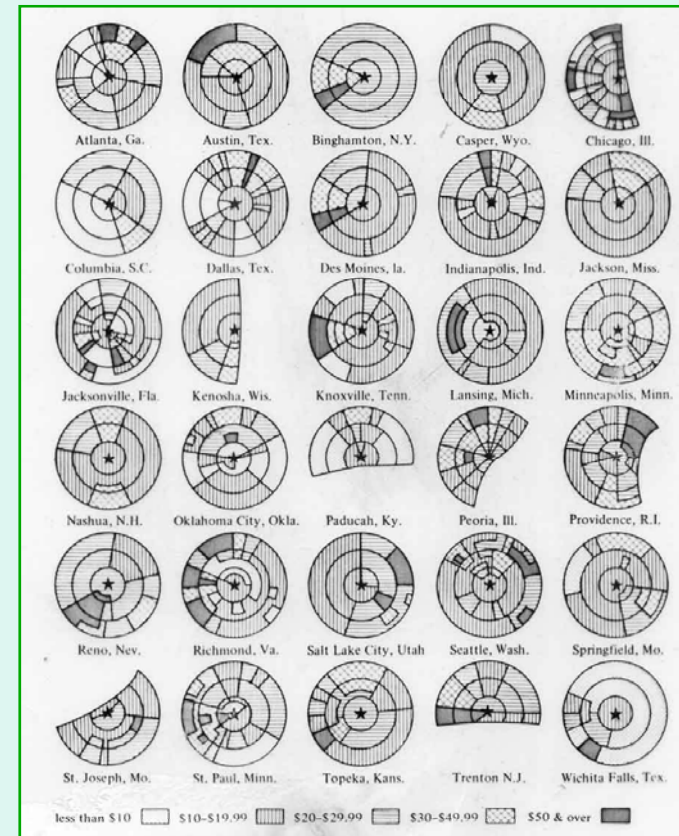 Atlanta, Ga. Austin, Tex. Binghamton, N.Y. Casper, Wyo. Chicago, Ill.
Columbia, S.C. Dallas, Tex. Des Moines, Ia. Indianapolis, Ind. Jackson, Miss.
Jacksonville, Fla. Kenosha, Wis. Knoxville, Tenn. Lansing, Mich. Minneapolis, Minn.
Nashua, N.H. Oklahoma City, Okla. Paducah, Ky. Peoria, Ill. Providence, R.I.
Reno, Nev. Richmond, Va. Salt Lake City, Utah Seattle, Wash. Springfield, Mo.
St. Joseph, Mo. St. Paul, Minn. Topeka, Kans. Trenton N.J. Wichita Falls, Tex.
less than $10 $10-$19.99 $20-$29.99 $30-$49.99 $50 & over